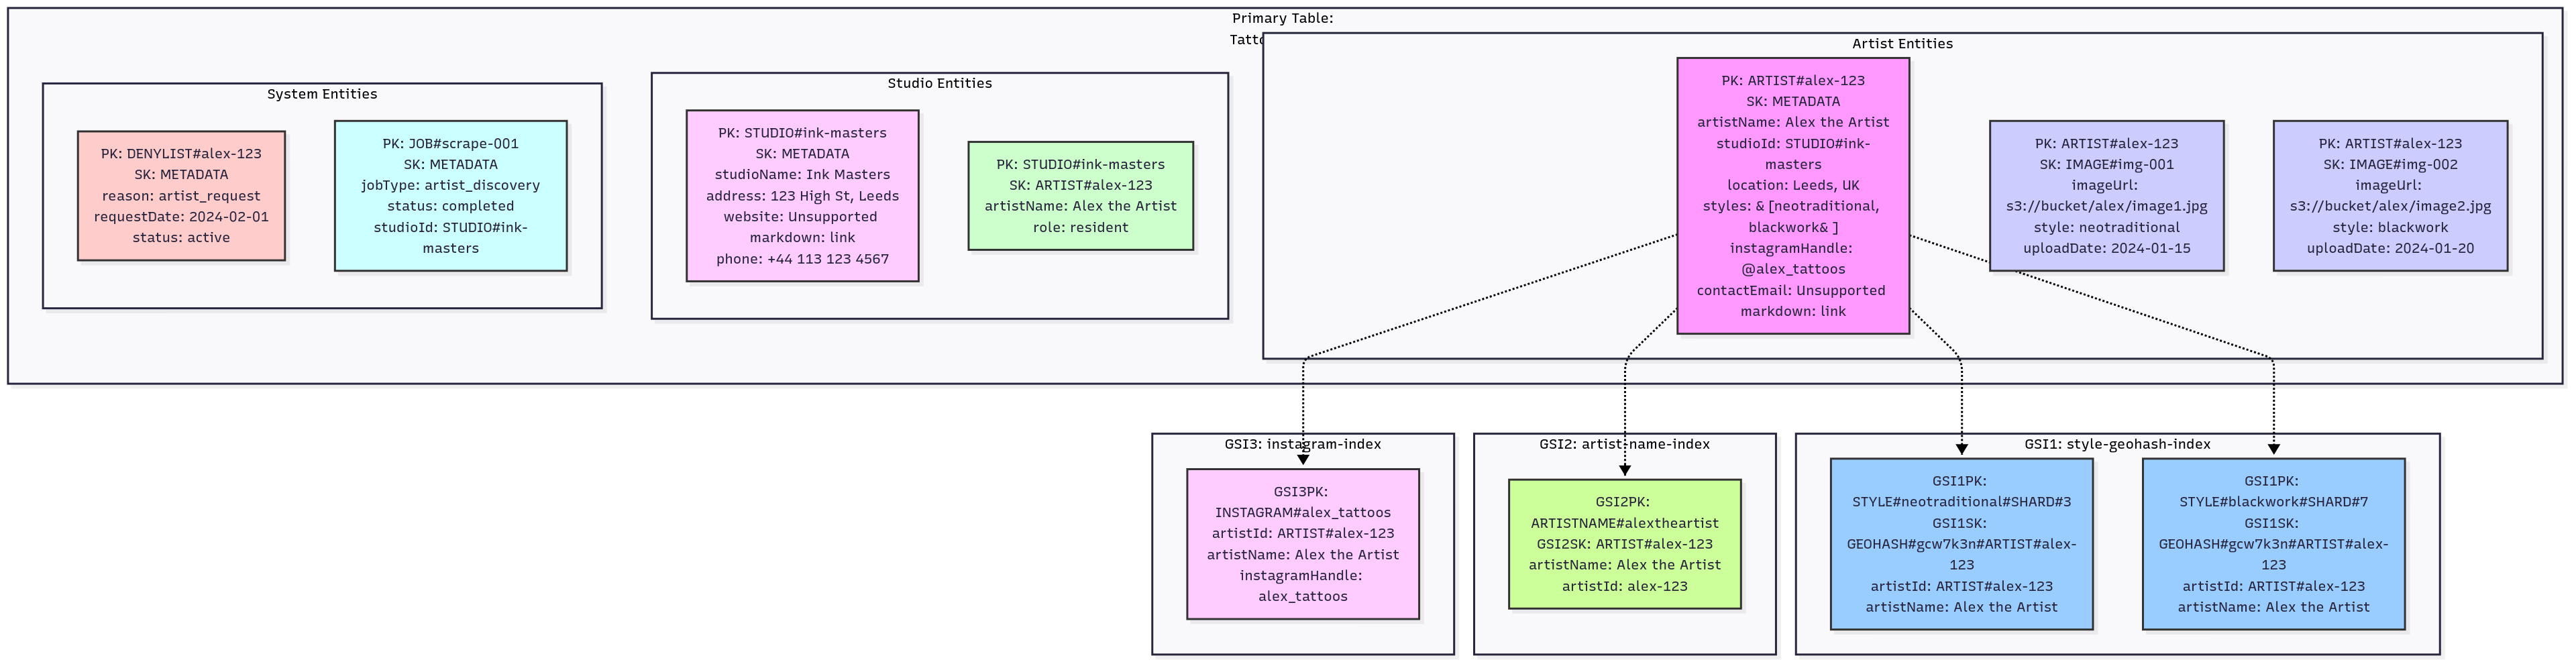 Primary Table:
System Entities
PK: DENYLIST#alex-123
SK: METADATA
reason: artist_request
requestDate: 2024-02-01
status: active
PK: JOB#scrape-001
SK: METADATA
jobType: artist_discovery
status: completed
studioId: STUDIO#ink-
masters
Studio Entities
PK: STUDIO#ink-masters
SK: METADATA
studioName: Ink Masters
address: 123 High St, Leeds
website: Unsupported
markdown: link
phone: +44 113 123 4567
PK: STUDIO#ink-masters
SK: ARTIST#alex-123
artistName: Alex the Artist
role: resident
Artist Entities
PK: ARTIST#alex-123
SK: METADATA
artistName: Alex the Artist
studioId: STUDIO#ink-
masters
location: Leeds, UK
styles: & [neotraditional,
blackwork& ]
instagramHandle:
@alex_tattoos
contactEmail: Unsupported
markdown: link
PK: ARTIST#alex-123
SK: IMAGE#img-001
imageUrl:
s3://bucket/alex/image1.jpg
style: neotraditional
uploadDate: 2024-01-15
PK: ARTIST#alex-123
SK: IMAGE#img-002
imageUrl:
s3://bucket/alex/image2.jpg
style: blackwork
uploadDate: 2024-01-20
GSI3: instagram-index
GSI3PK:
INSTAGRAM#alex_tattoos
artistId: ARTIST#alex-123
artistName: Alex the Artist
instagramHandle:
alex_tattoos
GSI2: artist-name-index
GSI2PK:
ARTISTNAME#alextheartist
GSI2SK: ARTIST#alex-123
artistName: Alex the Artist
artistId: alex-123
GSI1: style-geohash-index
GSI1PK:
STYLE#neotraditional#SHARD#3
GSI1SK:
GEOHASH#gcw7k3n#ARTIST#alex-
123
artistId: ARTIST#alex-123
artistName: Alex the Artist
GSI1PK:
STYLE#blackwork#SHARD#7
GSI1SK:
GEOHASH#gcw7k3n#ARTIST#alex-
123
artistId: ARTIST#alex-123
artistName: Alex the Artist